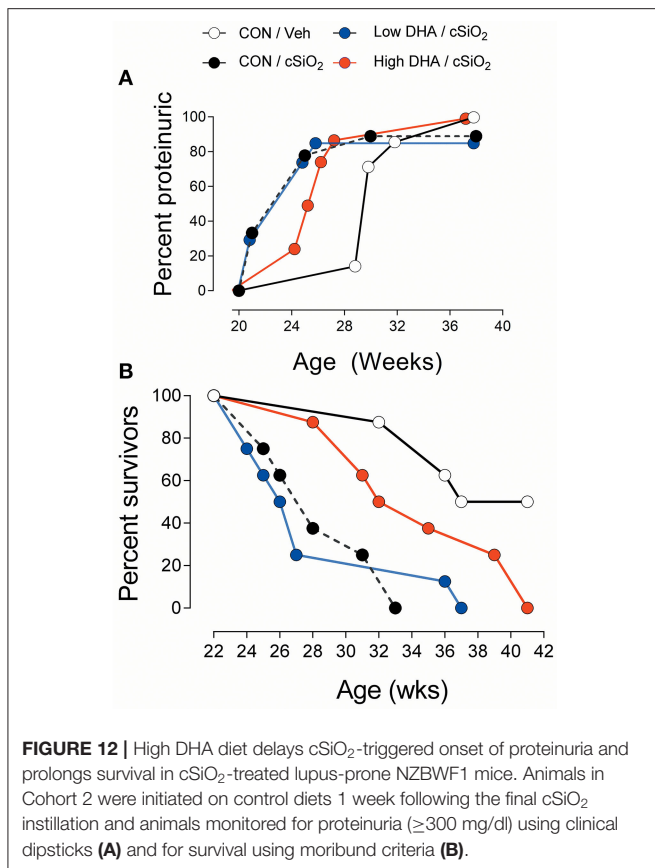 CON / Veh
Low DHA / cSiO₂
CON / cSiO₂
High DHA / cSiO₂
A
100
80
60
40
20
0
Percent proteinuric
20 24 28 32 36 40
Age (Weeks)
B
100
80
60
40
20
0
Percent survivors
22 24 26 28 30 32 34 36 38 40 42
Age (wks)
FIGURE 12 | High DHA diet delays cSiO₂-triggered onset of proteinuria and
prolongs survival in cSiO₂-treated lupus-prone NZBWF1 mice. Animals in
Cohort 2 were initiated on control diets 1 week following the final cSiO₂
instillation and animals monitored for proteinuria (≥300 mg/dl) using clinical
dipsticks (A) and for survival using moribund criteria (B).